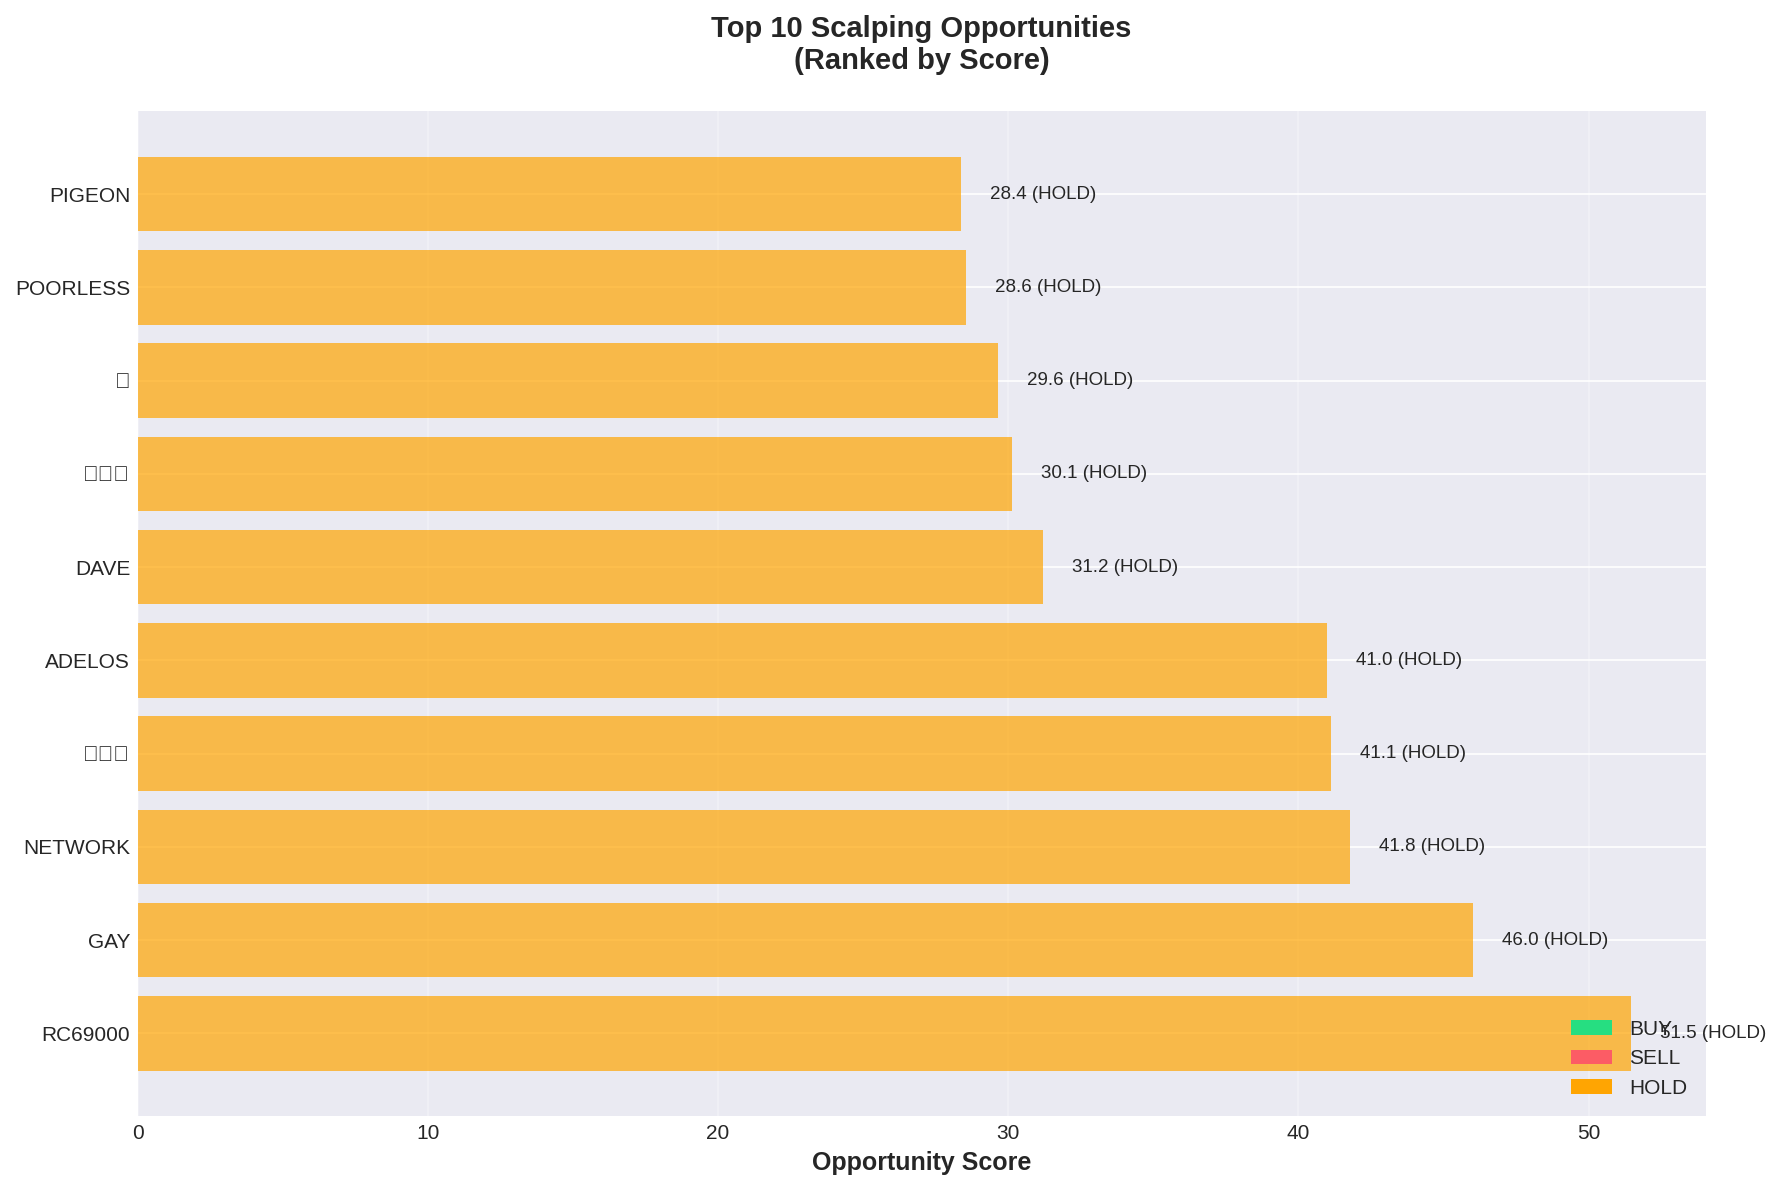 Top 10 Scalping Opportunities
(Ranked by Score)
PIGEON
28.4 (HOLD)
POORLESS
28.6 (HOLD)
29.6 (HOLD)
30.1 (HOLD)
DAVE
31.2 (HOLD)
ADELOS
41.0 (HOLD)
41.1 (HOLD)
NETWORK
41.8 (HOLD)
GAY
46.0 (HOLD)
RC69000
51.5 (HOLD)
BUY
SELL
HOLD
0 10 20 30 40 50
Opportunity Score